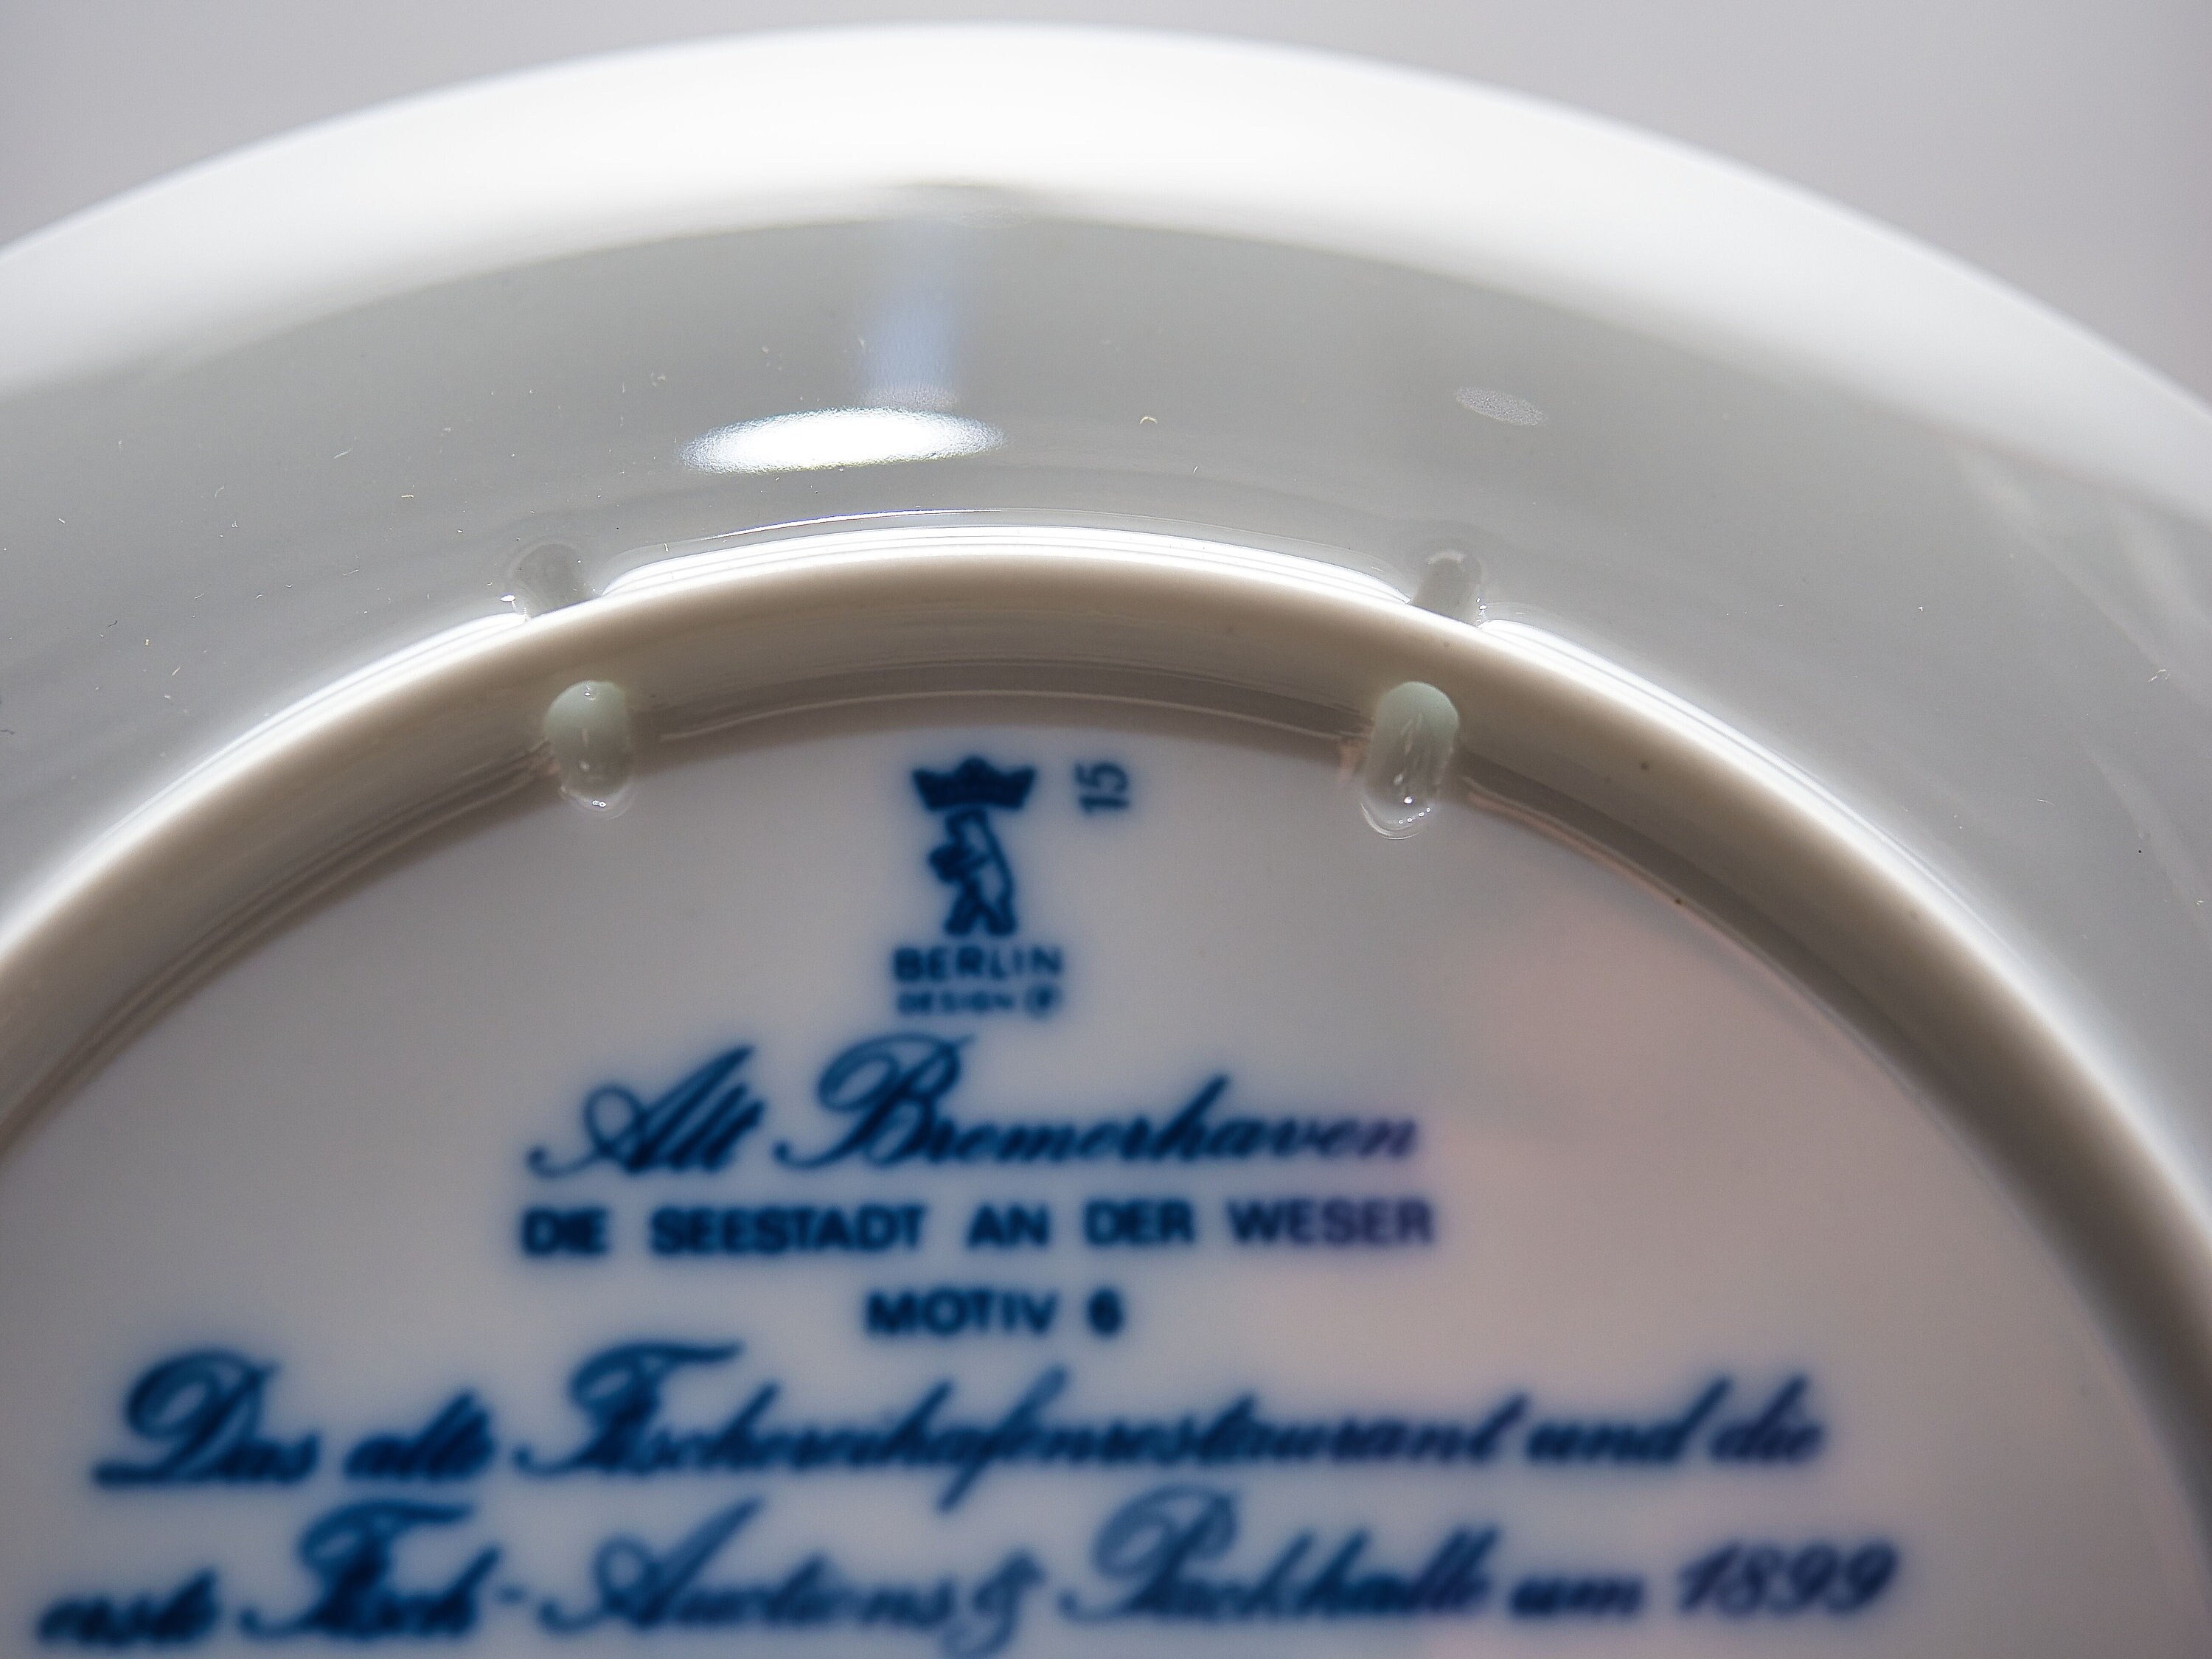 15
BERLIN
DESIGN
Alt Bremerhaven
DIE SEESTADT AN DER WESER
MOTIV 6
Das alte Fischereihafenrestaurant und die
erste Fisch-Auctions & Packhalle um 1899